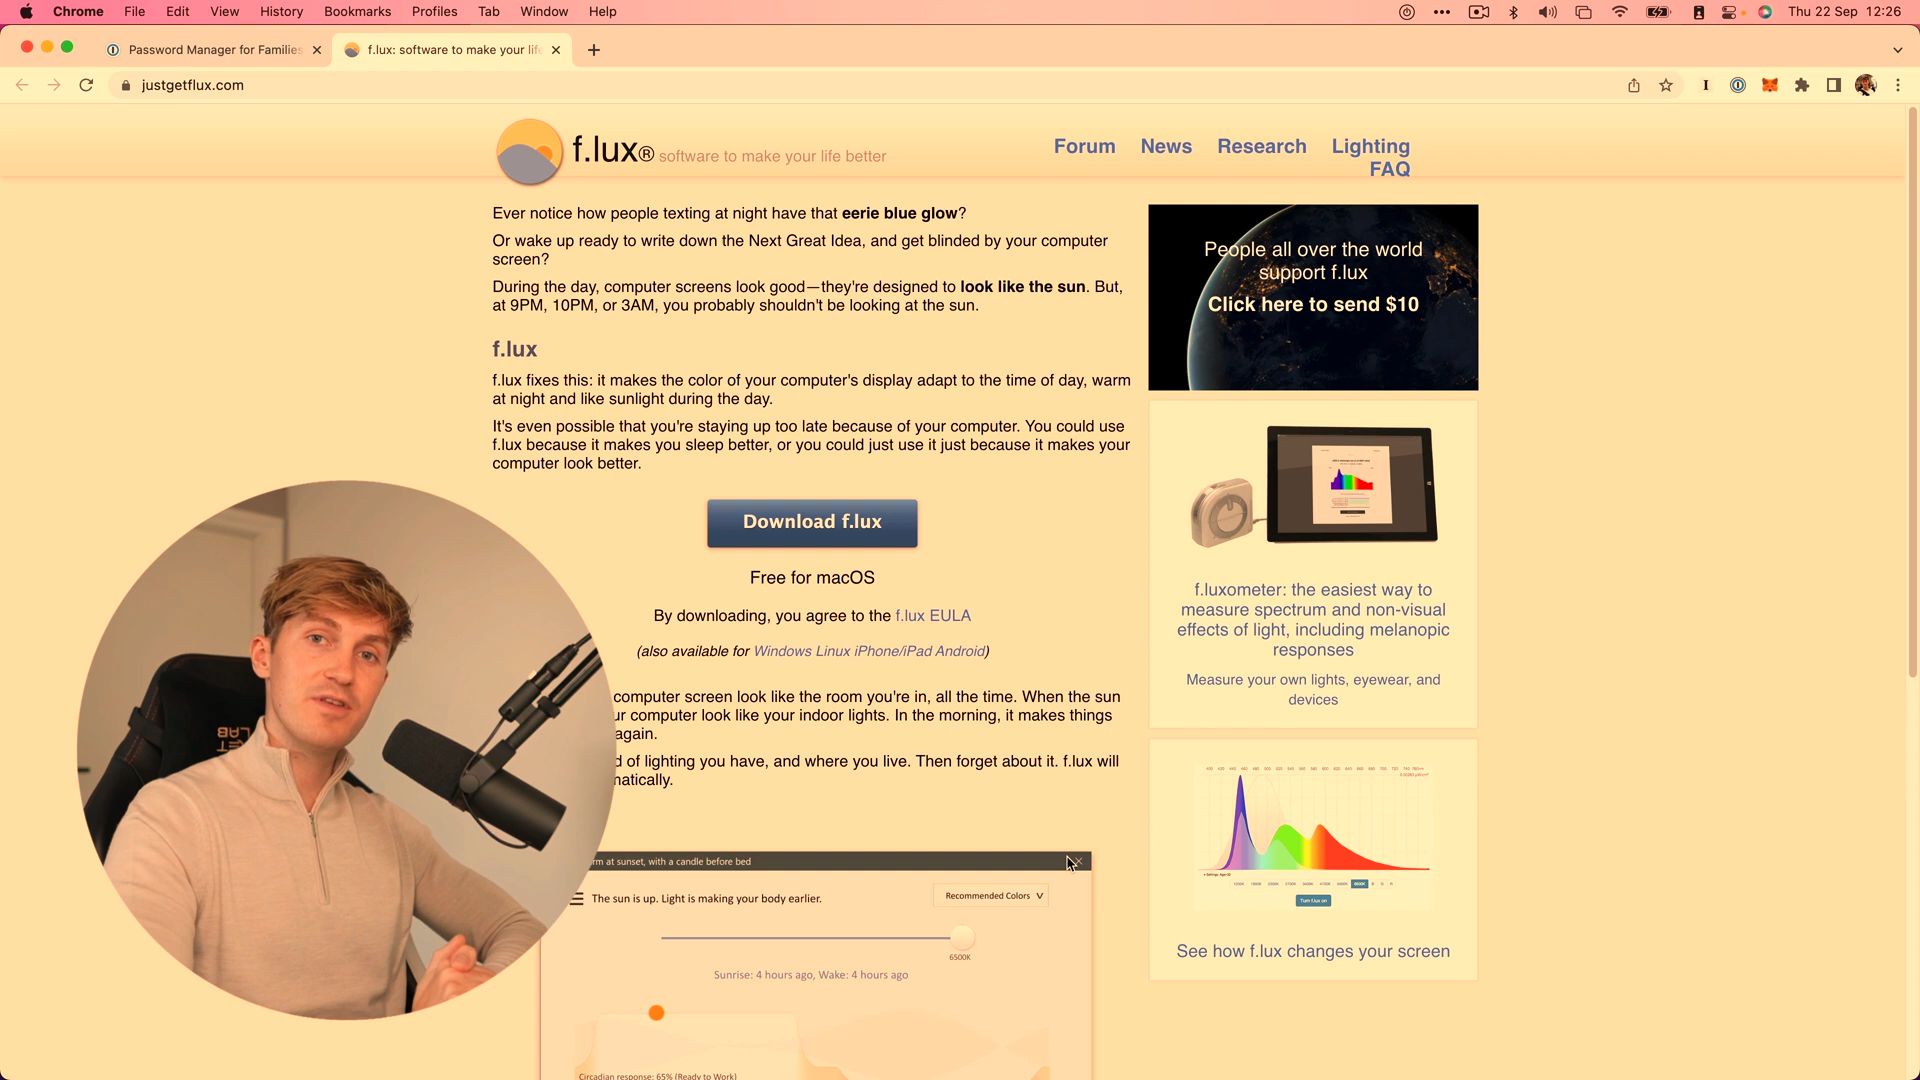 Chrome File Edit View History Bookmarks Profiles Tab Window Help Thu 22 Sep 12:26
Password Manager for Families
f.lux: software to make your life
justgetflux.com
f.lux® software to make your life better
Forum News Research Lighting
FAQ
Ever notice how people texting at night have that eerie blue glow?
Or wake up ready to write down the Next Great Idea, and get blinded by your computer
screen?
During the day, computer screens look good—they're designed to look like the sun. But,
at 9PM, 10PM, or 3AM, you probably shouldn't be looking at the sun.
f.lux
f.lux fixes this: it makes the color of your computer's display adapt to the time of day, warm
at night and like sunlight during the day.
It's even possible that you're staying up too late because of your computer. You could use
f.lux because it makes you sleep better, or you could just use it just because it makes your
computer look better.
Download f.lux
Free for macOS
By downloading, you agree to the f.lux EULA
(also available for Windows Linux iPhone/iPad Android)
computer screen look like the room you're in, all the time. When the sun
ur computer look like your indoor lights. In the morning, it makes things
again.
d of lighting you have, and where you live. Then forget about it. f.lux will
matically.
rm at sunset, with a candle before bed
The sun is up. Light is making your body earlier.
Recommended Colors
6500K
Sunrise: 4 hours ago, Wake: 4 hours ago
Circadian response: 65% (Ready to Work)
People all over the world
support f.lux
Click here to send $10
f.luxometer: the easiest way to
measure spectrum and non-visual
effects of light, including melanopic
responses
Measure your own lights, eyewear, and
devices
Turn f.lux on
See how f.lux changes your screen